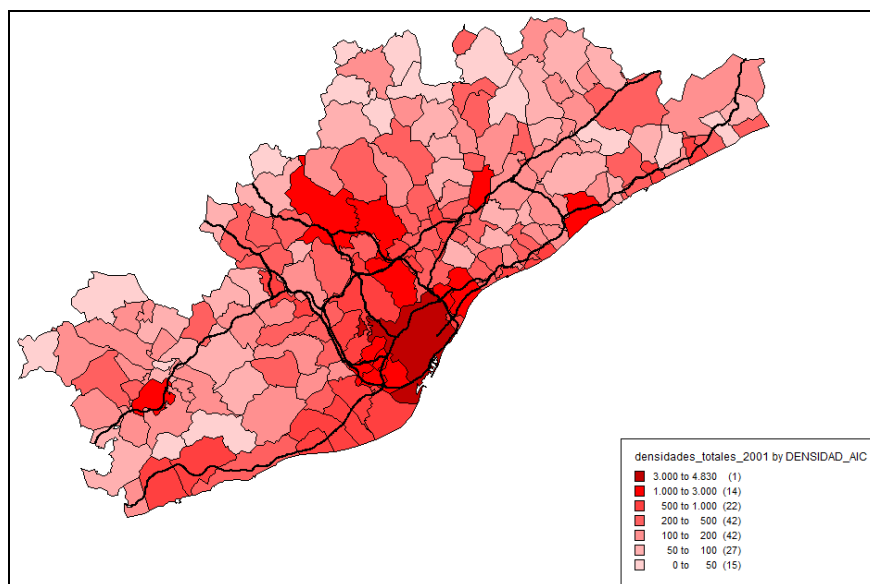 densidades_totales_2001 by DENSIDAD_AIC
3.000 to 4.830 (1)
1.000 to 3.000 (14)
500 to 1.000 (22)
200 to 500 (42)
100 to 200 (42)
50 to 100 (27)
0 to 50 (15)